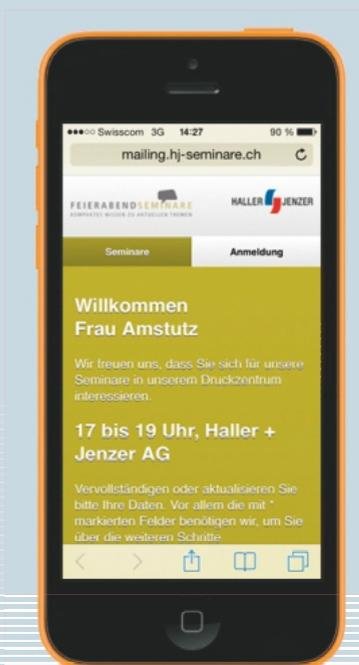 Swisscom 3G 14:27 90 %
mailing.hj-seminare.ch
FEIERABENDSEMINARE HALLER JENZER
KOMPAKTES WISSEN ZU AKTUELLEN THEMEN
Seminare Anmeldung
Willkommen
Frau Amstutz
Wir freuen uns, dass Sie sich für unsere
Seminare in unserem Druckzentrum
interessieren.
17 bis 19 Uhr, Haller +
Jenzer AG
Vervollständigen oder aktualisieren Sie
bitte Ihre Daten. Vor allem die mit *
markierten Felder benötigen wir, um Sie
über die weiteren Schritte